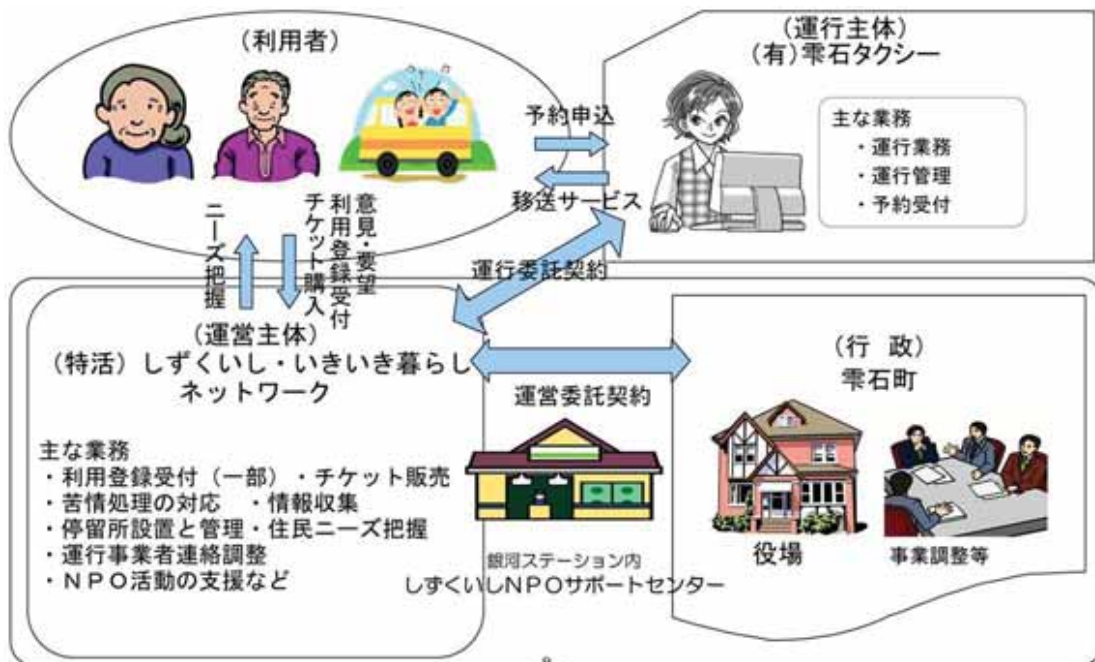 (利用者)
(運行主体)
(有)雫石タクシー
主な業務
・運行業務
・運行管理
・予約受付
予約申込
移送サービス
ニーズ把握
意見・要望
利用登録受付
チケット購入
運行委託契約
(運営主体)
(特活)しずくいし・いきいき暮らし
ネットワーク
主な業務
・利用登録受付(一部)・チケット販売
・苦情処理の対応 ・情報収集
・停留所設置と管理・住民ニーズ把握
・運行事業者連絡調整
・NPO活動の支援など
運営委託契約
銀河ステーション内
しずくいしNPOサポートセンター
(行 政)
雫石町
役場
事業調整等